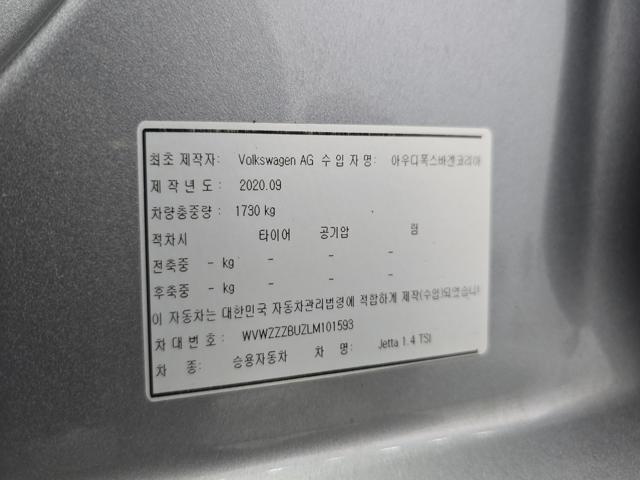 최초 제작자: Volkswagen AG 수 입 자 명: 아우디폭스바겐코리아
제 작 년 도 : 2020.09
차량총중량 : 1730 kg
적차시 타이어 공기압 림
전축중 - kg - - -
후축중 - kg - - -
이 자동차는 대한민국 자동차관리법령에 적합하게 제작(수입)되었습니
차 대 번 호 : WVWZZZBUZLM101593
차 종: 승용자동차 차 명: Jetta 1.4 TSI